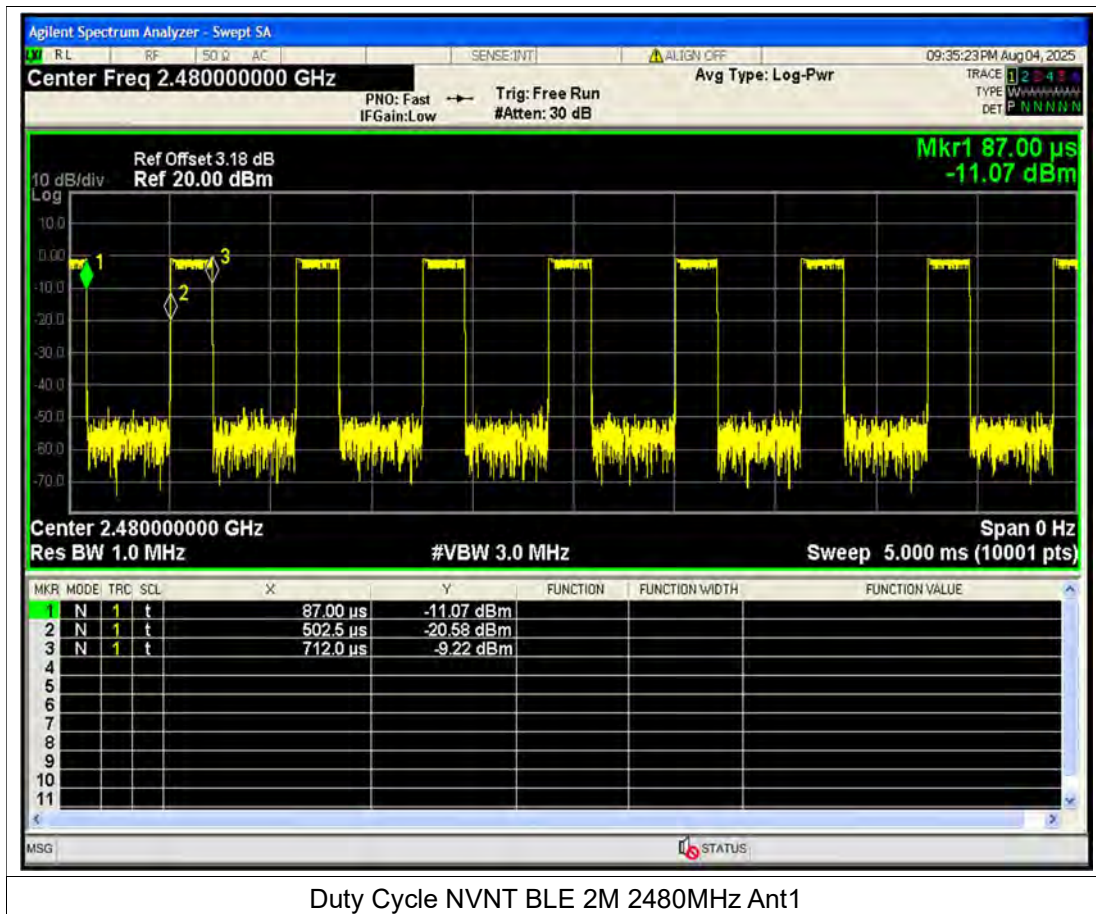 Agilent Spectrum Analyzer - Swept SA
LXI RL RF 50 Ω AC SENSE:INT ALIGN OFF 09:35:23 PM Aug 04, 2025
Center Freq 2.480000000 GHz Avg Type: Log-Pwr TRACE 1 2 3 4 5 6
PNO: Fast Trig: Free Run TYPE W
IFGain:Low #Atten: 30 dB DET P N N N N N
Mkr1 87.00 µs
-11.07 dBm
Ref Offset 3.18 dB
10 dB/div Ref 20.00 dBm
Log
10.0
0.00
-10.0
-20.0
-30.0
-40.0
-50.0
-60.0
-70.0
1
2
3
Center 2.480000000 GHz Span 0 Hz
Res BW 1.0 MHz #VBW 3.0 MHz Sweep 5.000 ms (10001 pts)
MKR MODE TRC SCL X Y FUNCTION FUNCTION WIDTH FUNCTION VALUE
1 N 1 t 87.00 µs -11.07 dBm
2 N 1 t 502.5 µs -20.58 dBm
3 N 1 t 712.0 µs -9.22 dBm
4
5
6
7
8
9
10
11
MSG STATUS
Duty Cycle NVNT BLE 2M 2480MHz Ant1